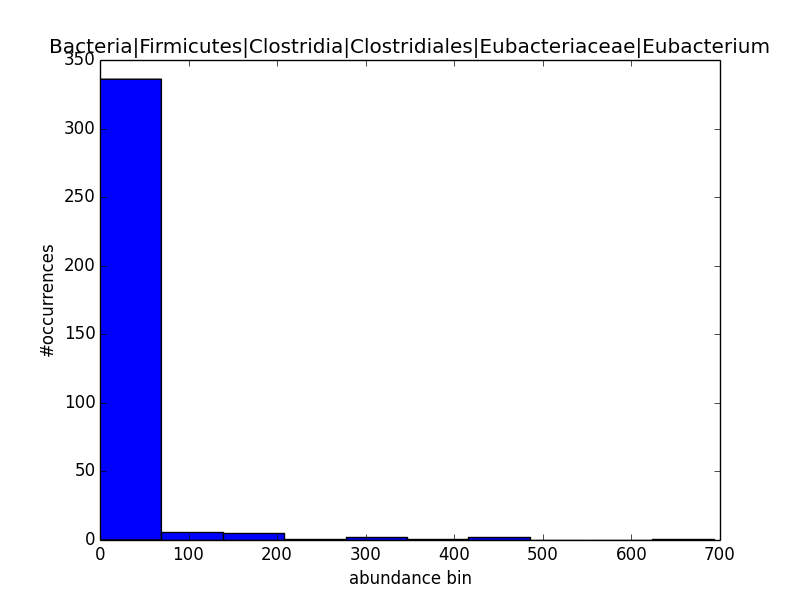 Bacteria|Firmicutes|Clostridia|Clostridiales|Eubacteriaceae|Eubacterium
350
300
250
200
150
100
50
0
#occurrences
0 100 200 300 400 500 600 700
abundance bin